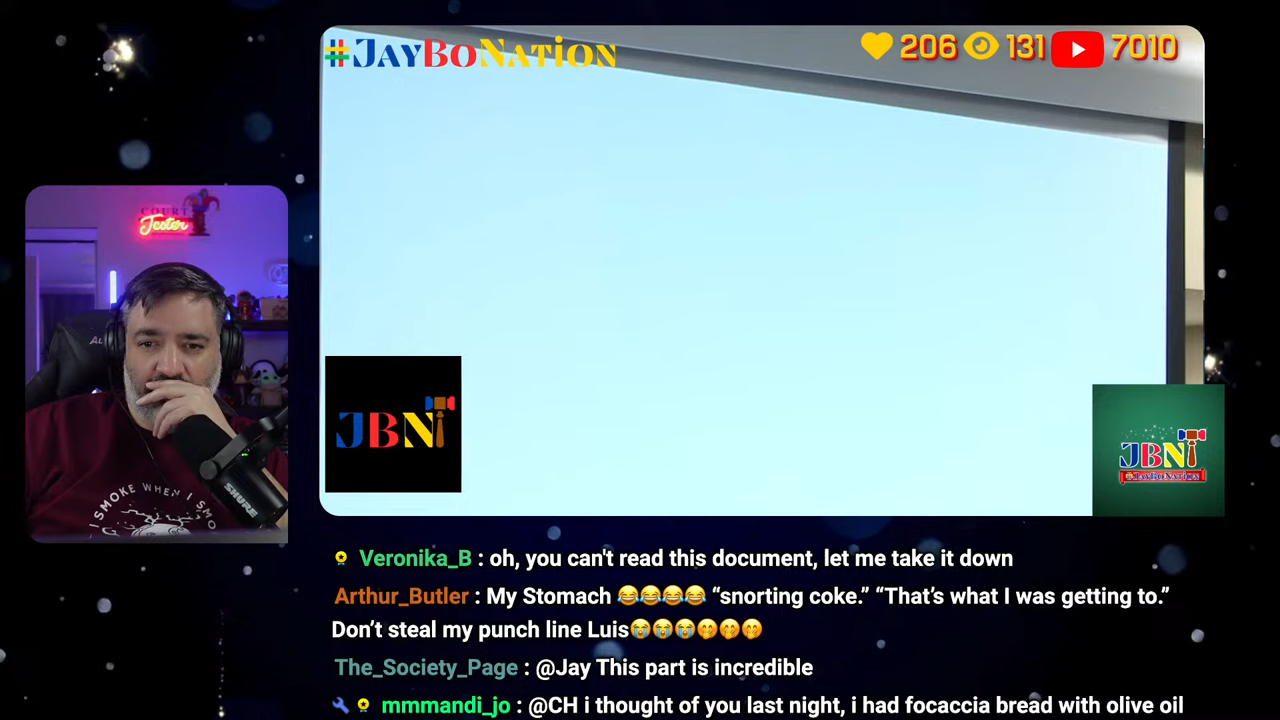 #JayBoNation
206 131 7010
COURT
Jester
AL
I SMOKE WHEN I SMO
SHURE
JBN
JBN
#JayBoNation
Veronika_B : oh, you can't read this document, let me take it down
Arthur_Butler : My Stomach 😂😂😂😂 “snorting coke.” “That’s what I was getting to.”
Don’t steal my punch line Luis😭😭😭🤭🤭🤭
The_Society_Page : @Jay This part is incredible
mmmandi_jo : @CH i thought of you last night, i had focaccia bread with olive oil